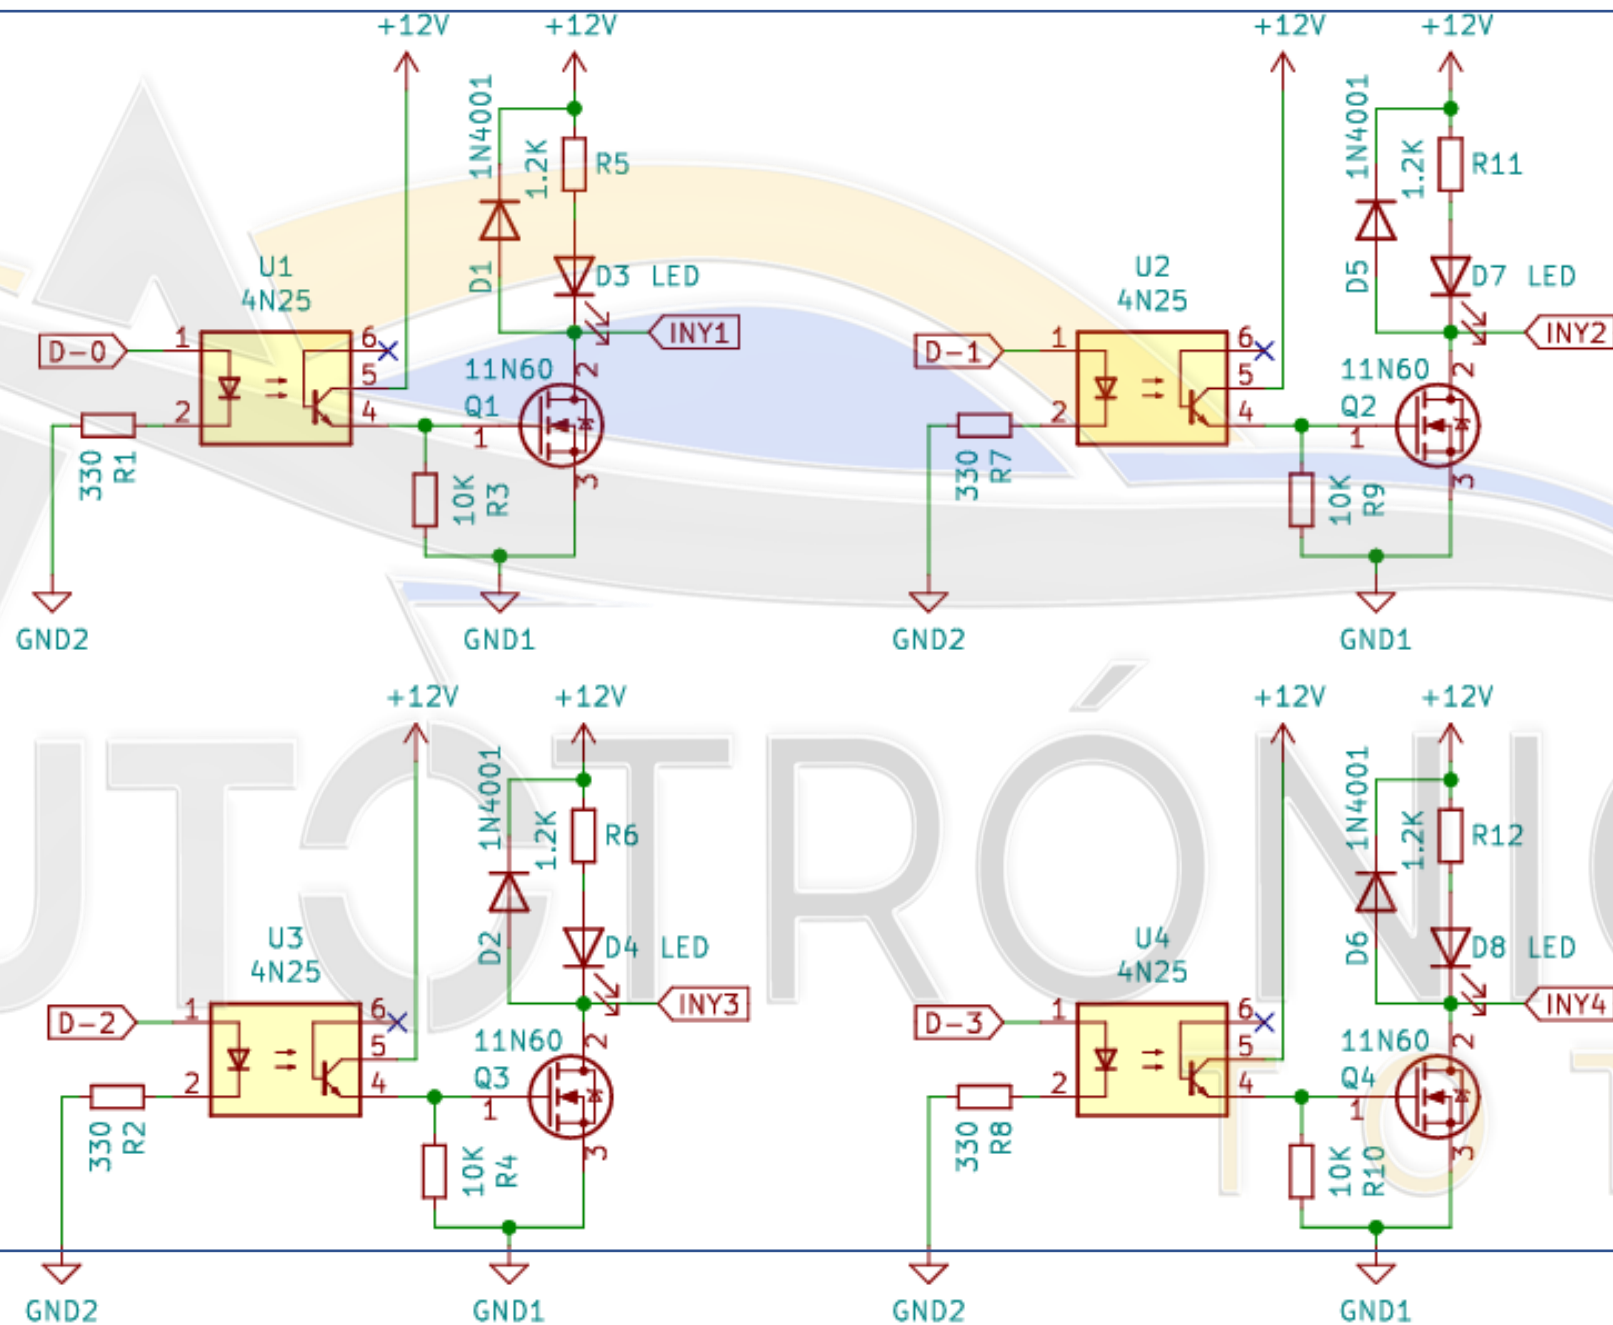 +12V
+12V
1N4001
1.2K
R5
U1
4N25
D1
D3 LED
D-0
1
6
5
2
4
INY1
11N60
2
Q1
1
3
330
R1
10K
R3
GND2
GND1
+12V
+12V
1N4001
1.2K
R11
U2
4N25
D5
D7 LED
D-1
1
6
5
2
4
INY2
11N60
2
Q2
1
3
330
R7
10K
R9
GND2
GND1
+12V
+12V
1N4001
1.2K
R6
U3
4N25
D2
D4 LED
D-2
1
6
5
2
4
INY3
11N60
2
Q3
1
3
330
R2
10K
R4
GND2
GND1
+12V
+12V
1N4001
1.2K
R12
U4
4N25
D6
D8 LED
D-3
1
6
5
2
4
INY4
11N60
2
Q4
1
3
330
R8
10K
R10
GND2
GND1
UTOTRÓNI